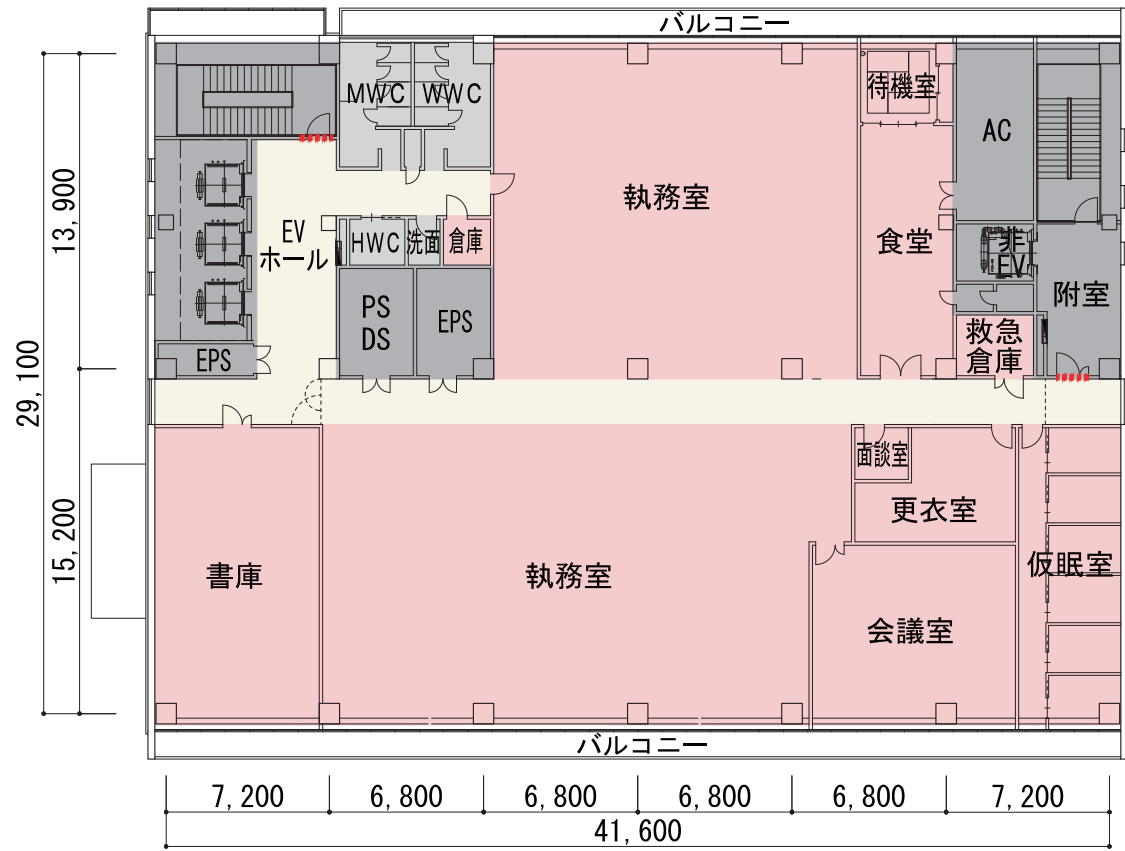 バルコニー
MWC
WWC
待機室
AC
執務室
EV
ホール
HWC
洗面
倉庫
食堂
非
EV
附室
PS
DS
EPS
EPS
救急
倉庫
面談室
更衣室
書庫
執務室
仮眠室
会議室
バルコニー
13,900
29,100
15,200
7,200
6,800
6,800
6,800
6,800
7,200
41,600